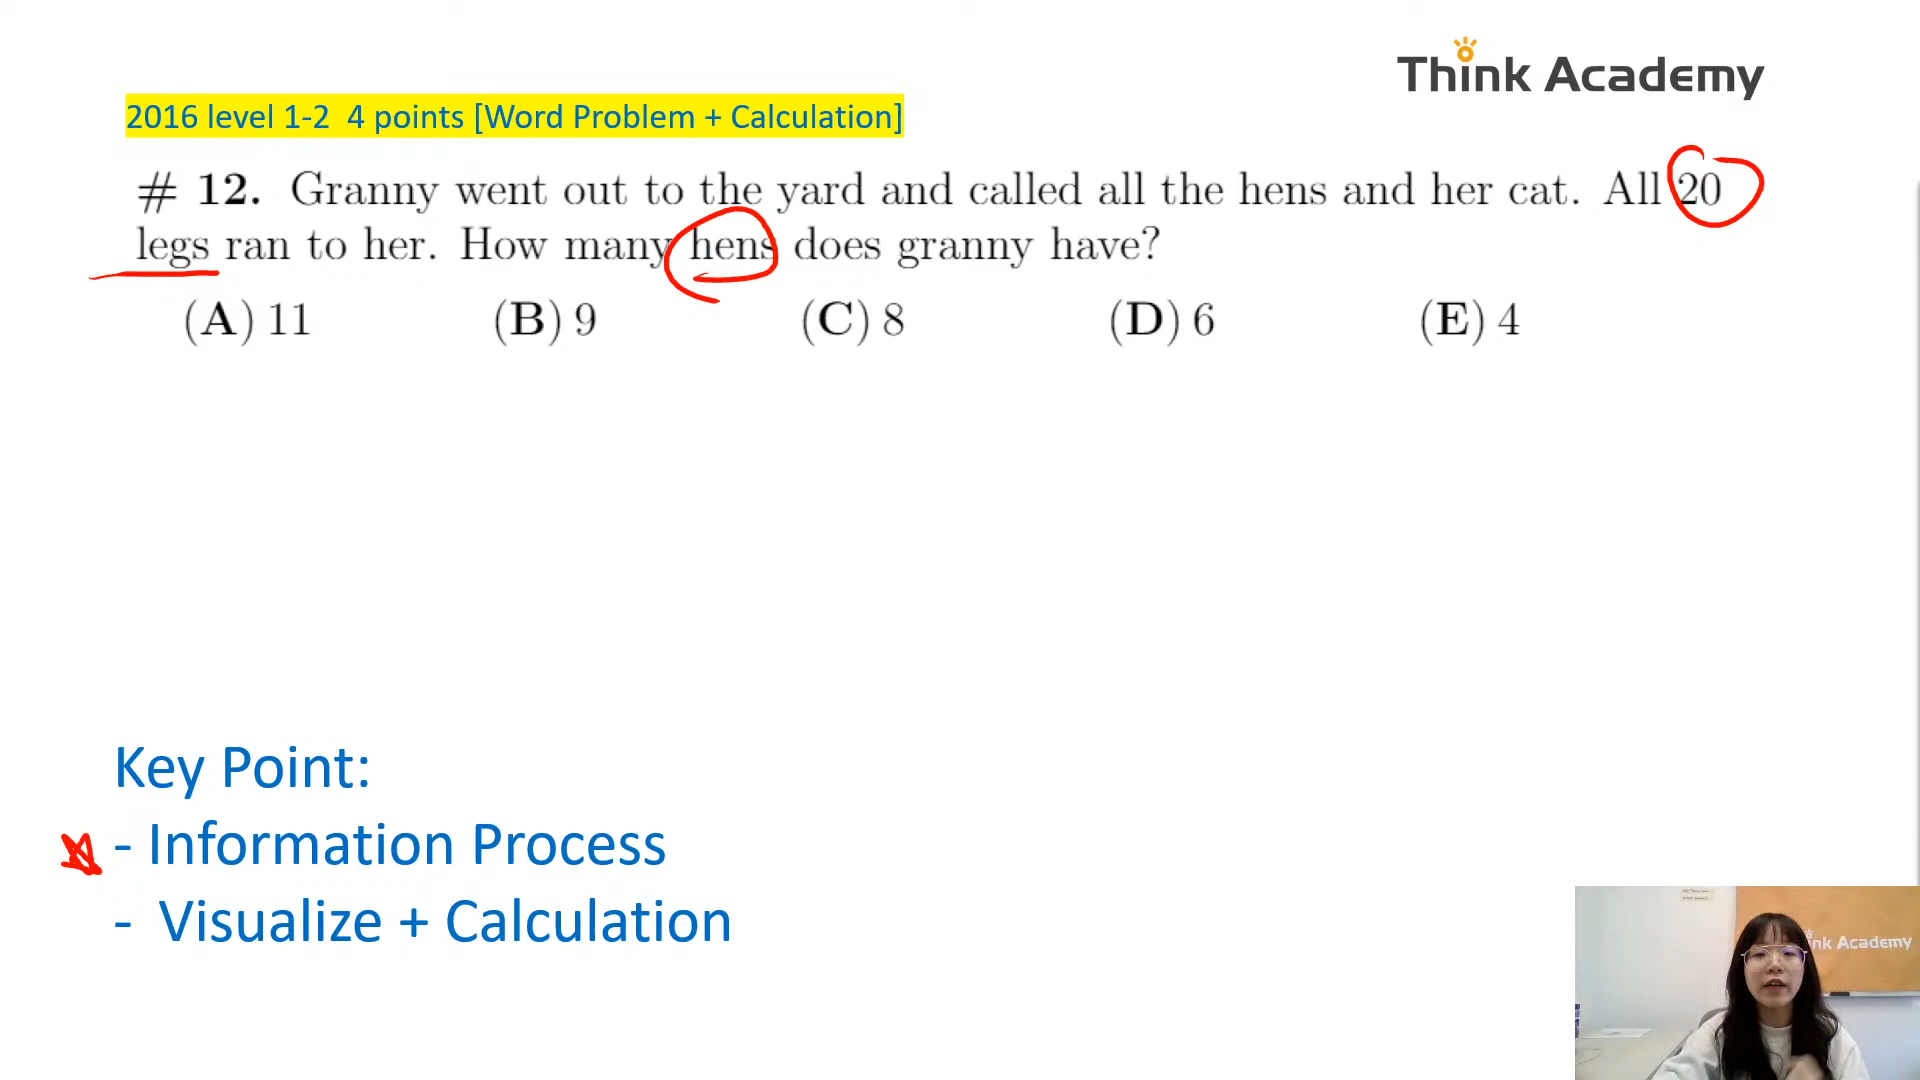 Think Academy
2016 level 1-2 4 points [Word Problem + Calculation]
# 12. Granny went out to the yard and called all the hens and her cat. All 20
legs ran to her. How many hens does granny have?
(A) 11 (B) 9 (C) 8 (D) 6 (E) 4
Key Point:
- Information Process
- Visualize + Calculation
nk Academy